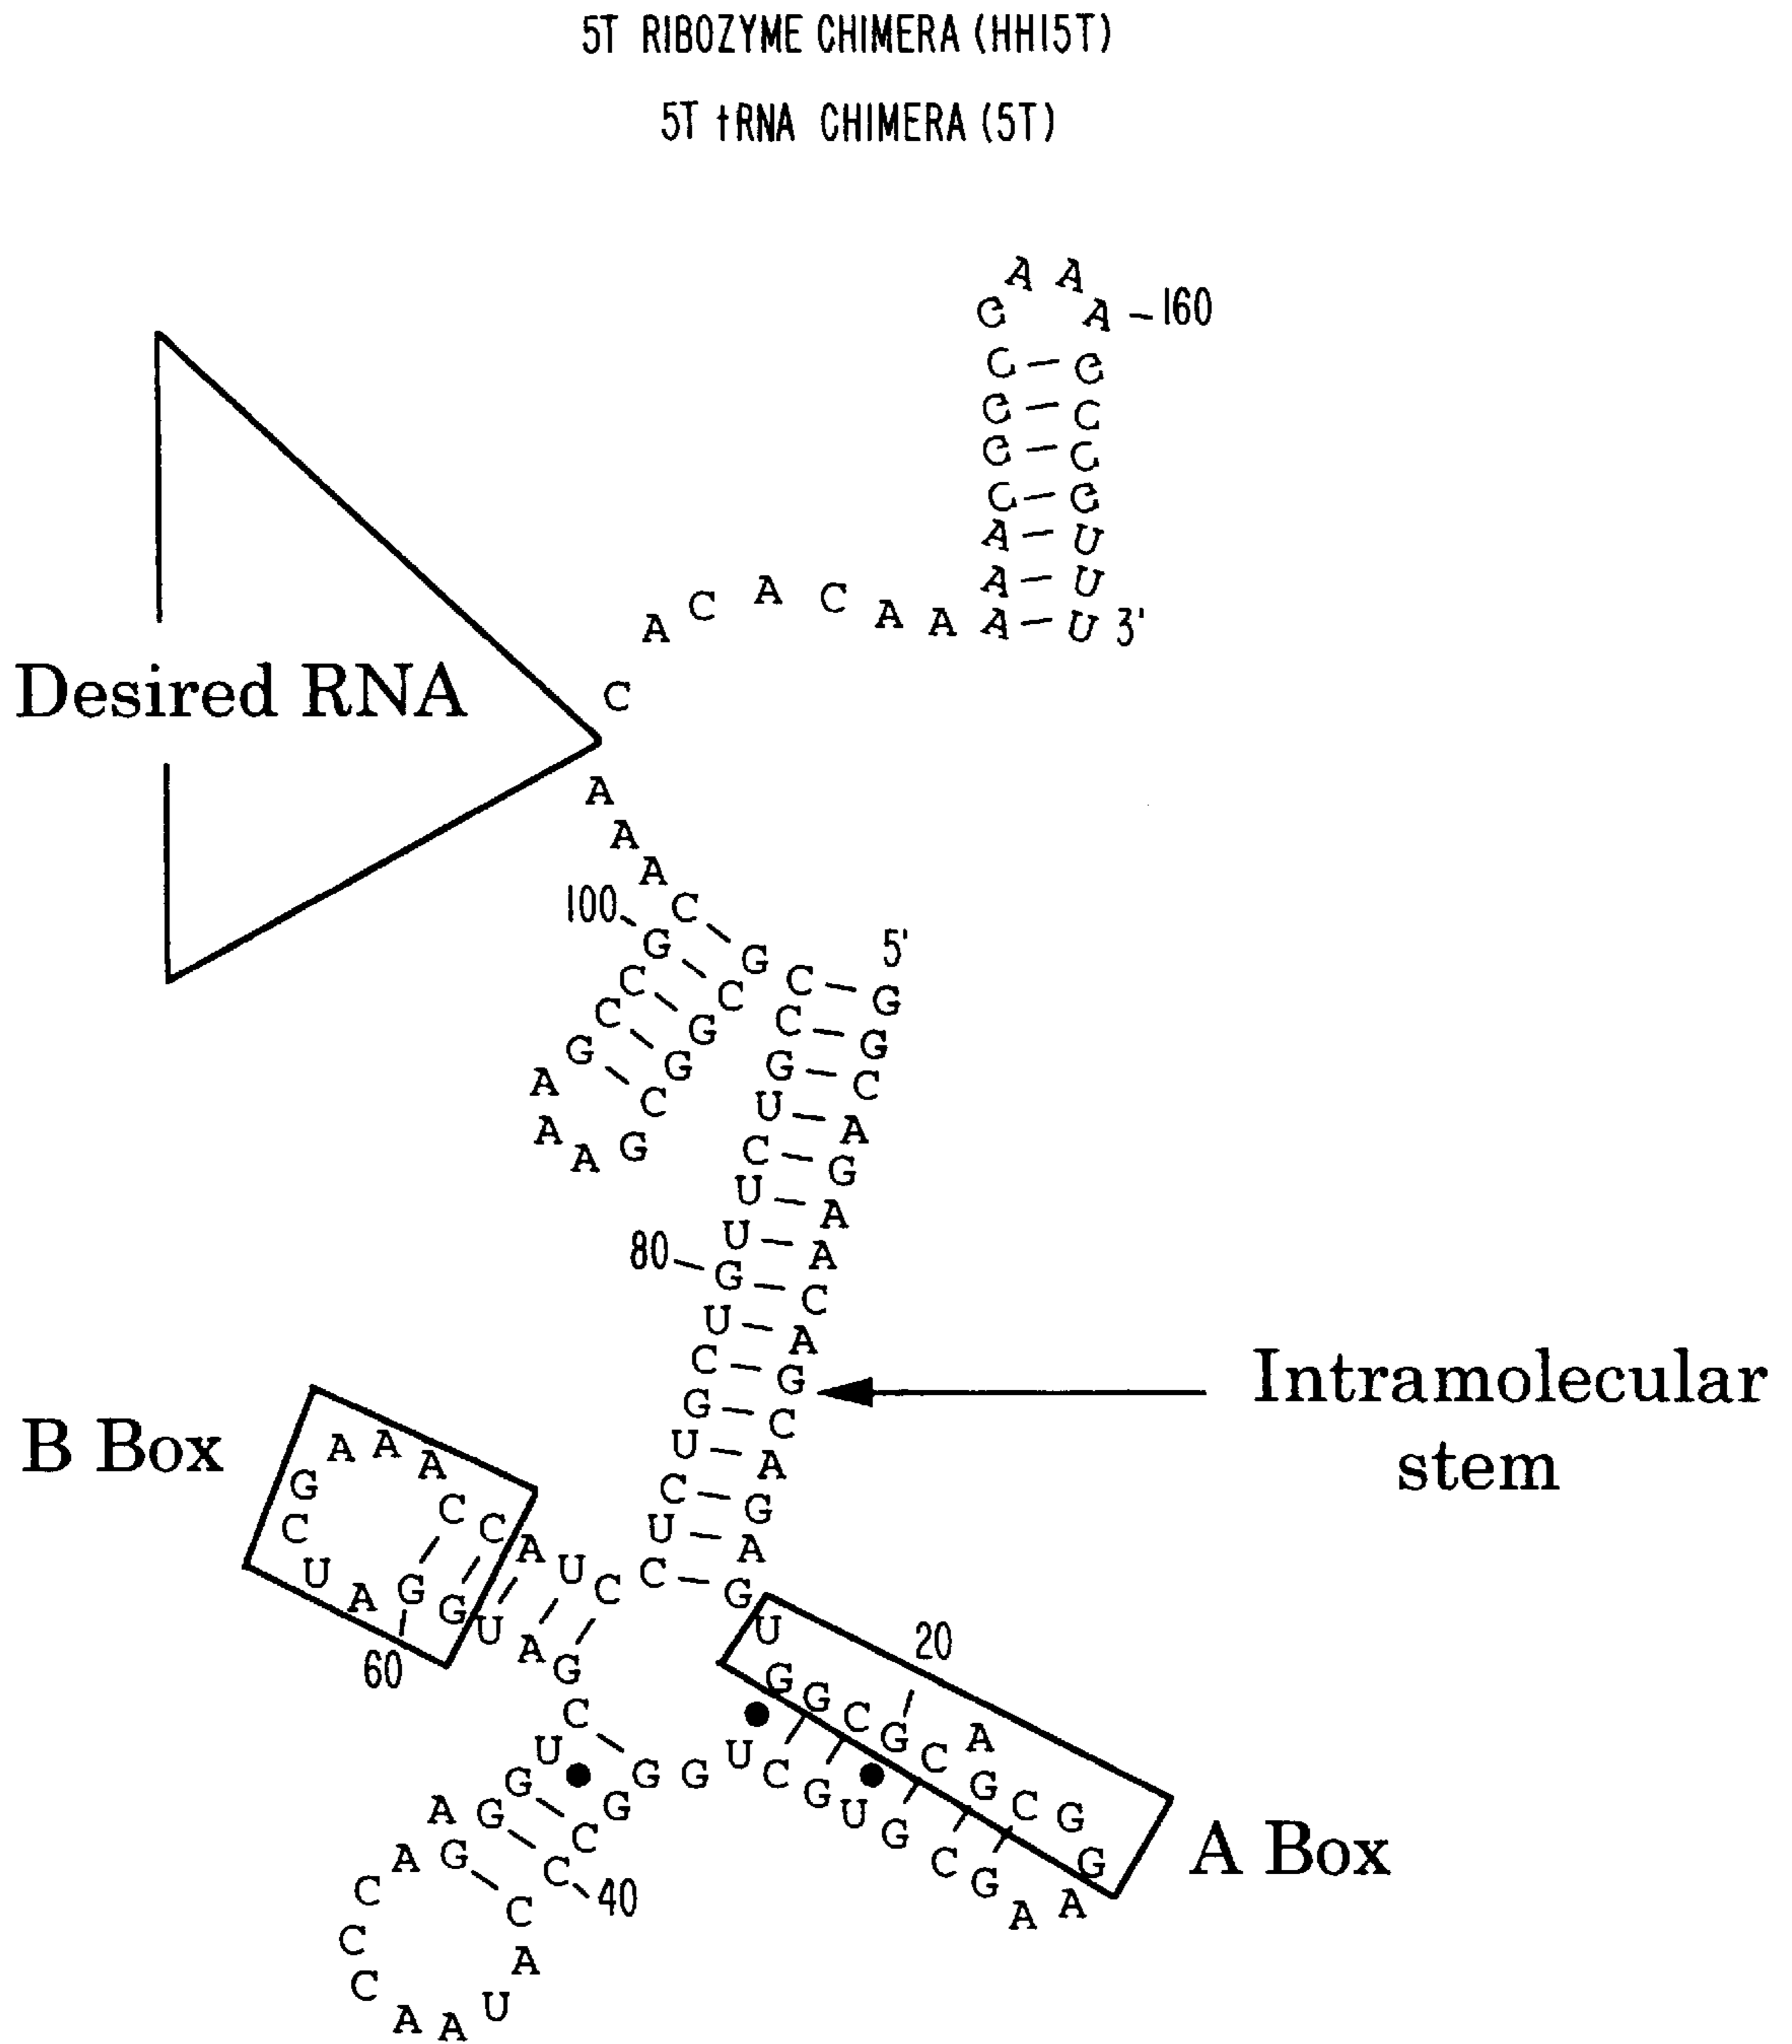 5T RIBOZYME CHIMERA (HHI5T)
5T tRNA CHIMERA (5T)
G A A A -160
C - G
G - C
G - C
C - G
A - U
A - U
C A C A C A A A - U 3'
Desired RNA
A A A C G C C G A A A G C G G C G
100
5'
G G C A G A A C A G C A G A G
C C G U C U U G U C G U C U C
80
Intramolecular
stem
B Box
C U A C C A A A G C U A G G U A G C
60
U G G C G C A G C G G
20
A Box
A A G C G U G C U G G
G C C C A U A A C C C A G A G G U
40